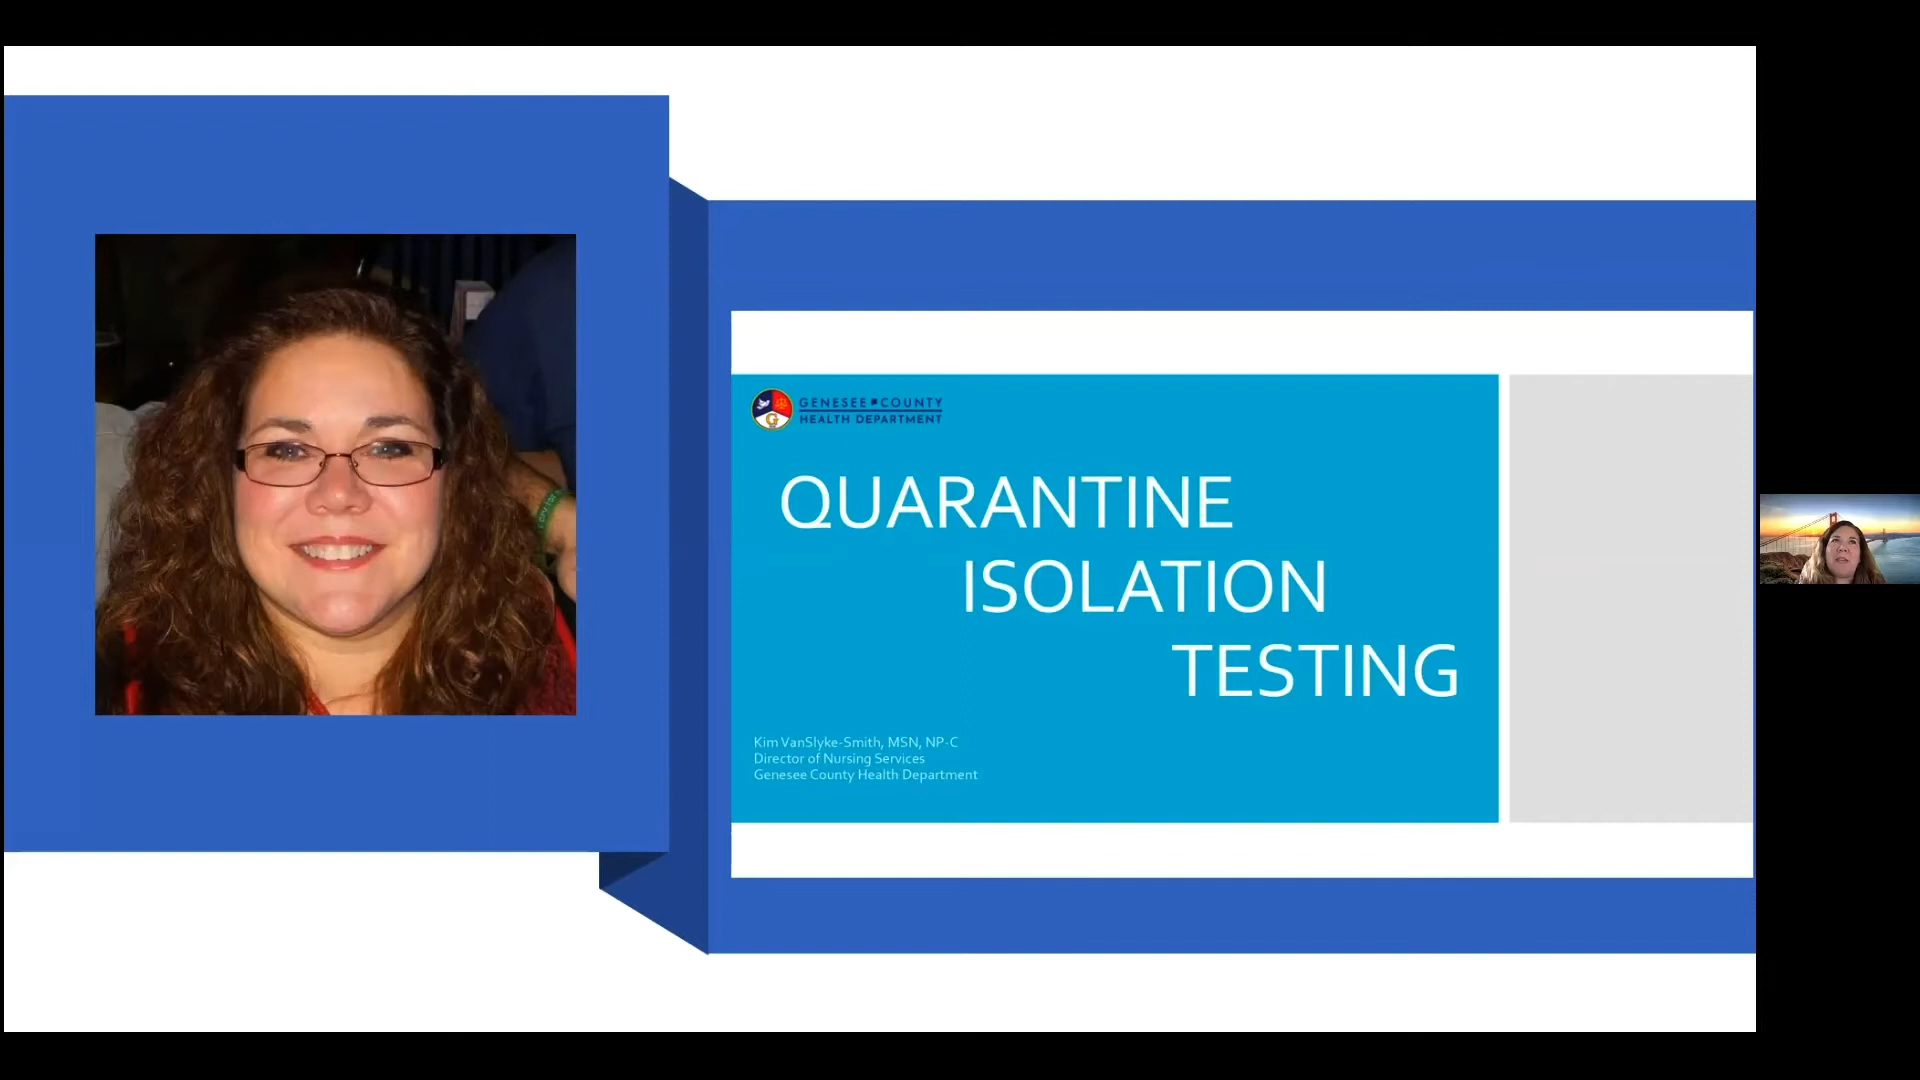 GENESEE COUNTY
HEALTH DEPARTMENT
QUARANTINE
ISOLATION
TESTING
Kim VanSlyke-Smith, MSN, NP-C
Director of Nursing Services
Genesee County Health Department